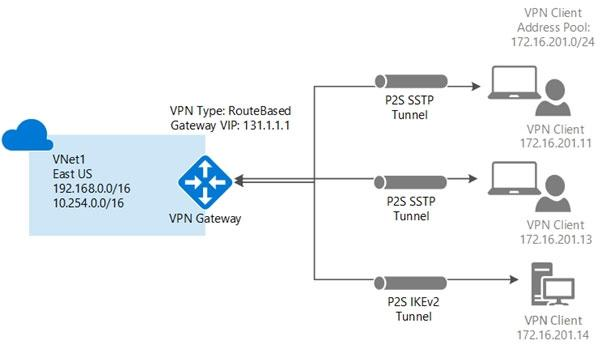 VPN Client
Address Pool:
172.16.201.0/24
VPN Type: RouteBased
Gateway VIP: 131.1.1.1
P2S SSTP
Tunnel
VPN Client
172.16.201.11
VNet1
East US
192.168.0.0/16
10.254.0.0/16
VPN Gateway
P2S SSTP
Tunnel
VPN Client
172.16.201.13
P2S IKEv2
Tunnel
VPN Client
172.16.201.14